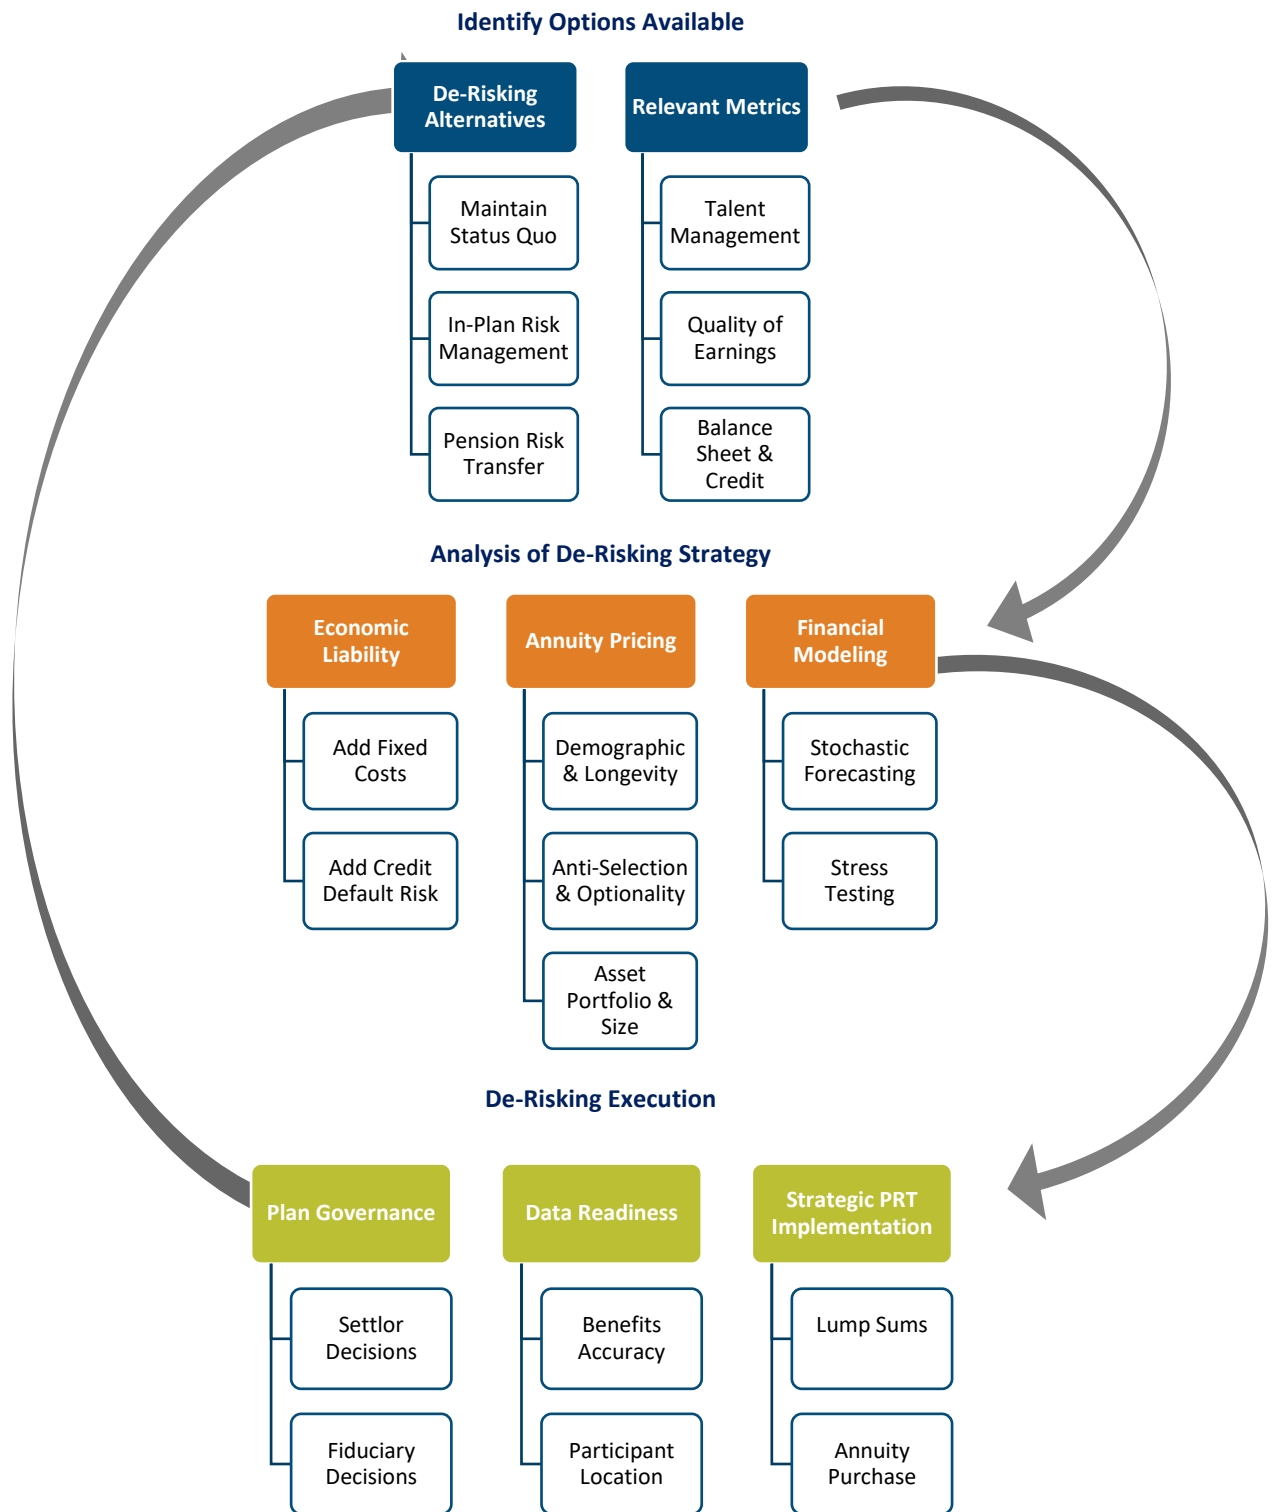 Identify Options Available
De-Risking
Alternatives
Relevant Metrics
Maintain
Status Quo
Talent
Management
In-Plan Risk
Management
Quality of
Earnings
Pension Risk
Transfer
Balance
Sheet &
Credit
Analysis of De-Risking Strategy
Economic
Liability
Annuity Pricing
Financial
Modeling
Add Fixed
Costs
Demographic
& Longevity
Stochastic
Forecasting
Add Credit
Default Risk
Anti-Selection
& Optionality
Stress
Testing
Asset
Portfolio &
Size
De-Risking Execution
Plan Governance
Data Readiness
Strategic PRT
Implementation
Settlor
Decisions
Benefits
Accuracy
Lump Sums
Fiduciary
Decisions
Participant
Location
Annuity
Purchase